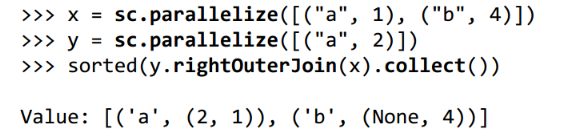 >>> x = sc.parallelize([("a", 1), ("b", 4)])
>>> y = sc.parallelize([("a", 2)])
>>> sorted(y.rightOuterJoin(x).collect())
Value: [('a', (2, 1)), ('b', (None, 4))]